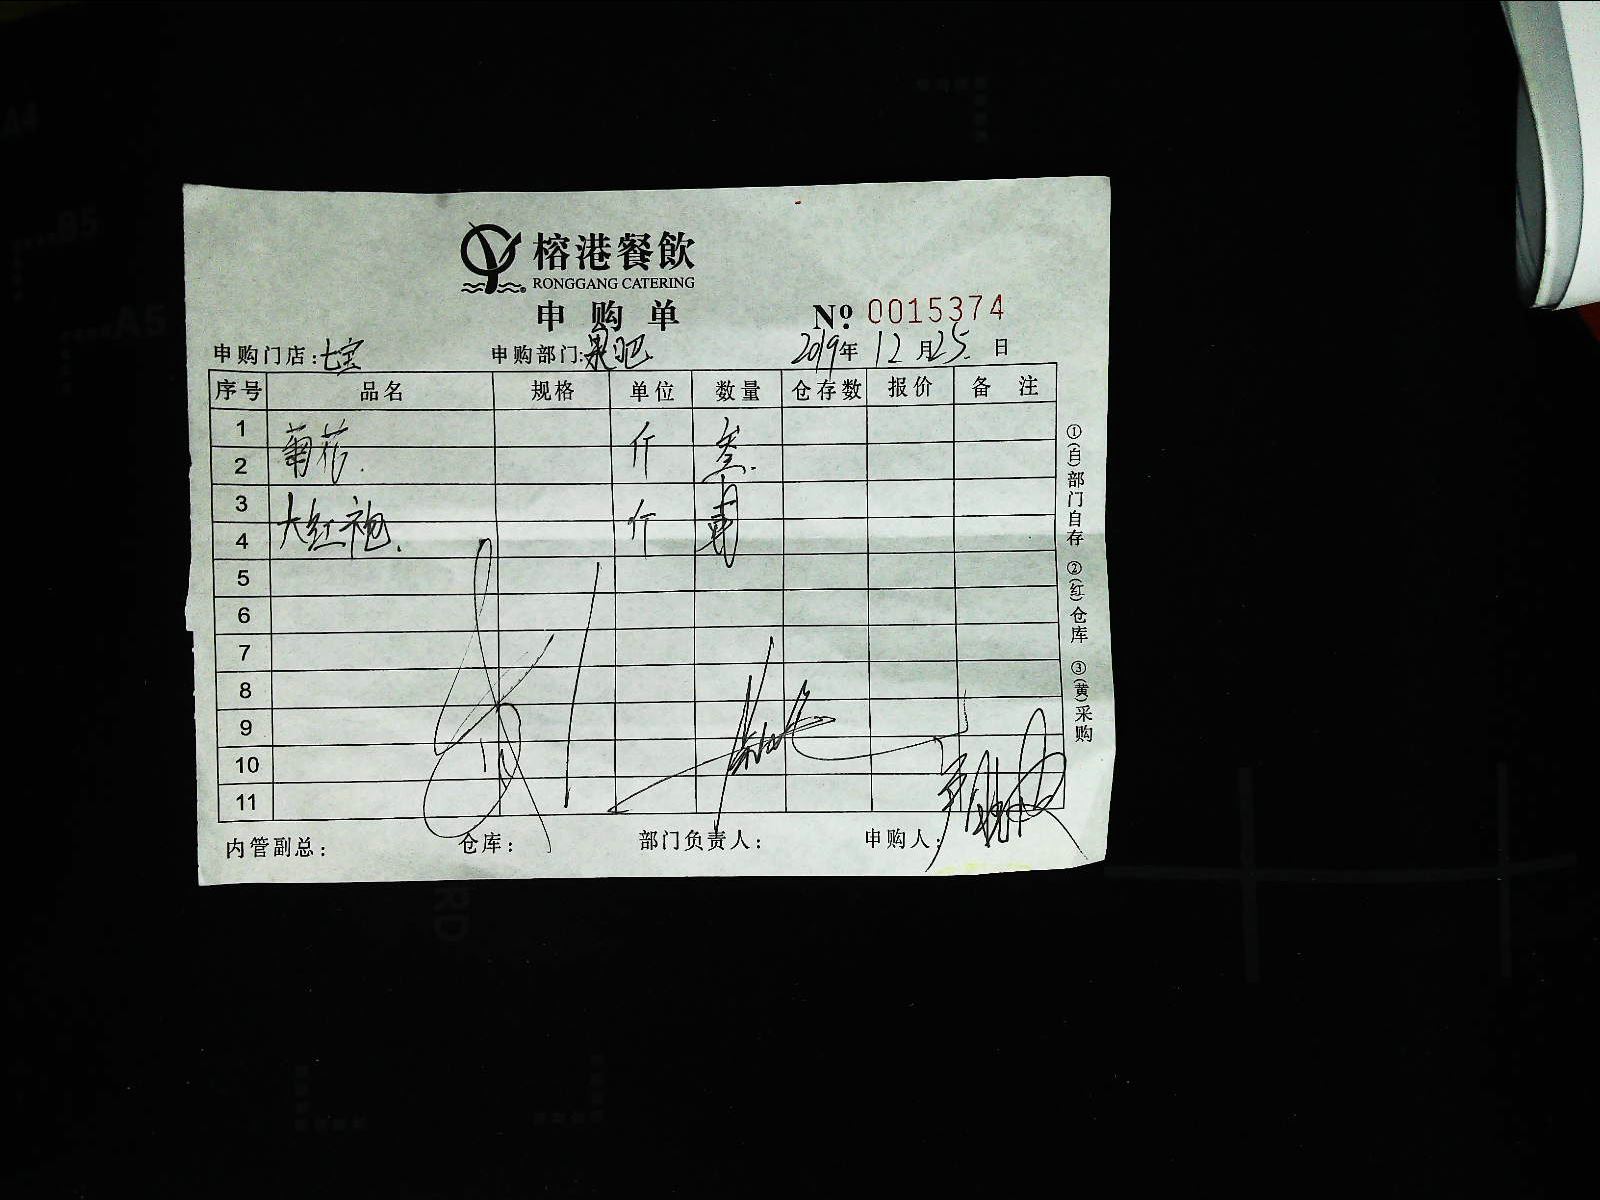 榕港餐飲
RONGGANG CATERING
申购单
№ 0015374
申购门店:七宝 申购部门:果吧 2019年12月25日
序号 品名 规格 单位 数量 仓存数 报价 备注
1
菊花. 斤 叁.
2
3
大红袍. 斤
4
5
6
7
8
9
10
11
内管副总: 仓库: 部门负责人: 申购人:
①(白)部门自存 ②(红)仓库 ③(黄)采购
A4
B5
A5